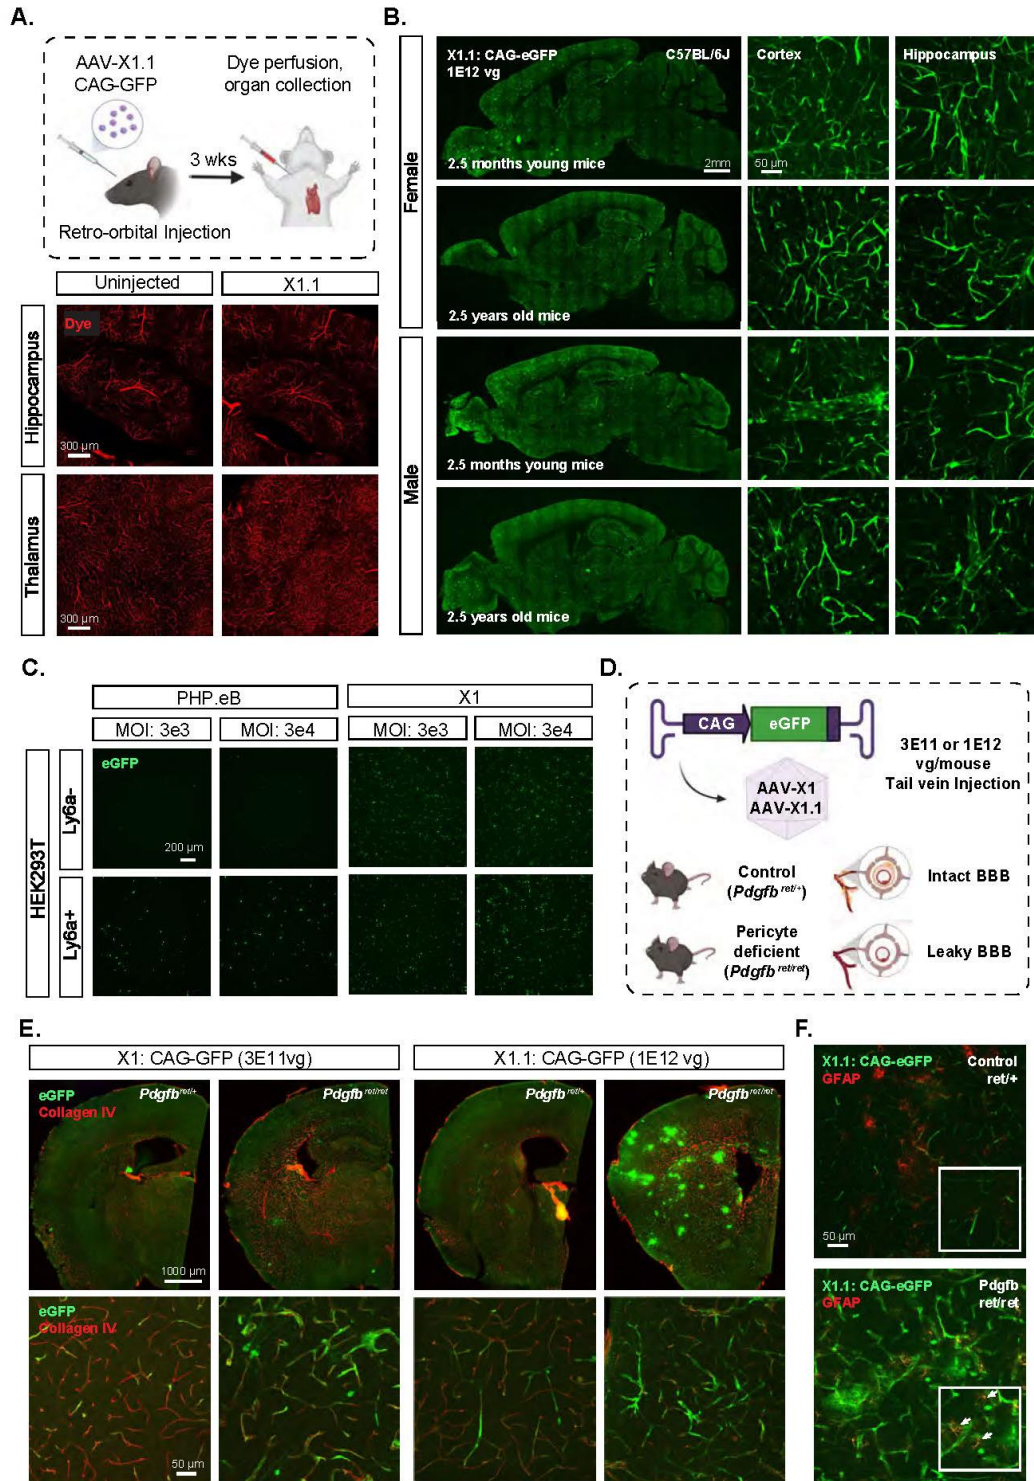 A.
AAV-X1.1
CAG-GFP
Dye perfusion,
organ collection
3 wks
Retro-orbital Injection
Uninjected
X1.1
Hippocampus
Dye
300 µm
Thalamus
300 µm
B.
Female
X1.1: CAG-eGFP
1E12 vg
C57BL/6J
Cortex
Hippocampus
2.5 months young mice
2mm
50 µm
2.5 years old mice
Male
2.5 months young mice
2.5 years old mice
C.
PHP.eB
X1
MOI: 3e3
MOI: 3e4
MOI: 3e3
MOI: 3e4
HEK293T
Ly6a-
eGFP
200 µm
Ly6a+
D.
CAG
eGFP
3E11 or 1E12
vg/mouse
Tail vein Injection
AAV-X1
AAV-X1.1
Control
(Pdgfb ret/+)
Intact BBB
Pericyte
deficient
(Pdgfb ret/ret)
Leaky BBB
E.
X1: CAG-GFP (3E11vg)
X1.1: CAG-GFP (1E12 vg)
eGFP
Collagen IV
Pdgfb ret/+
Pdgfb ret/ret
Pdgfb ret/+
Pdgfb ret/ret
1000 µm
eGFP
Collagen IV
50 µm
F.
X1.1: CAG-eGFP
GFAP
Control
ret/+
50 µm
X1.1: CAG-eGFP
GFAP
Pdgfb
ret/ret